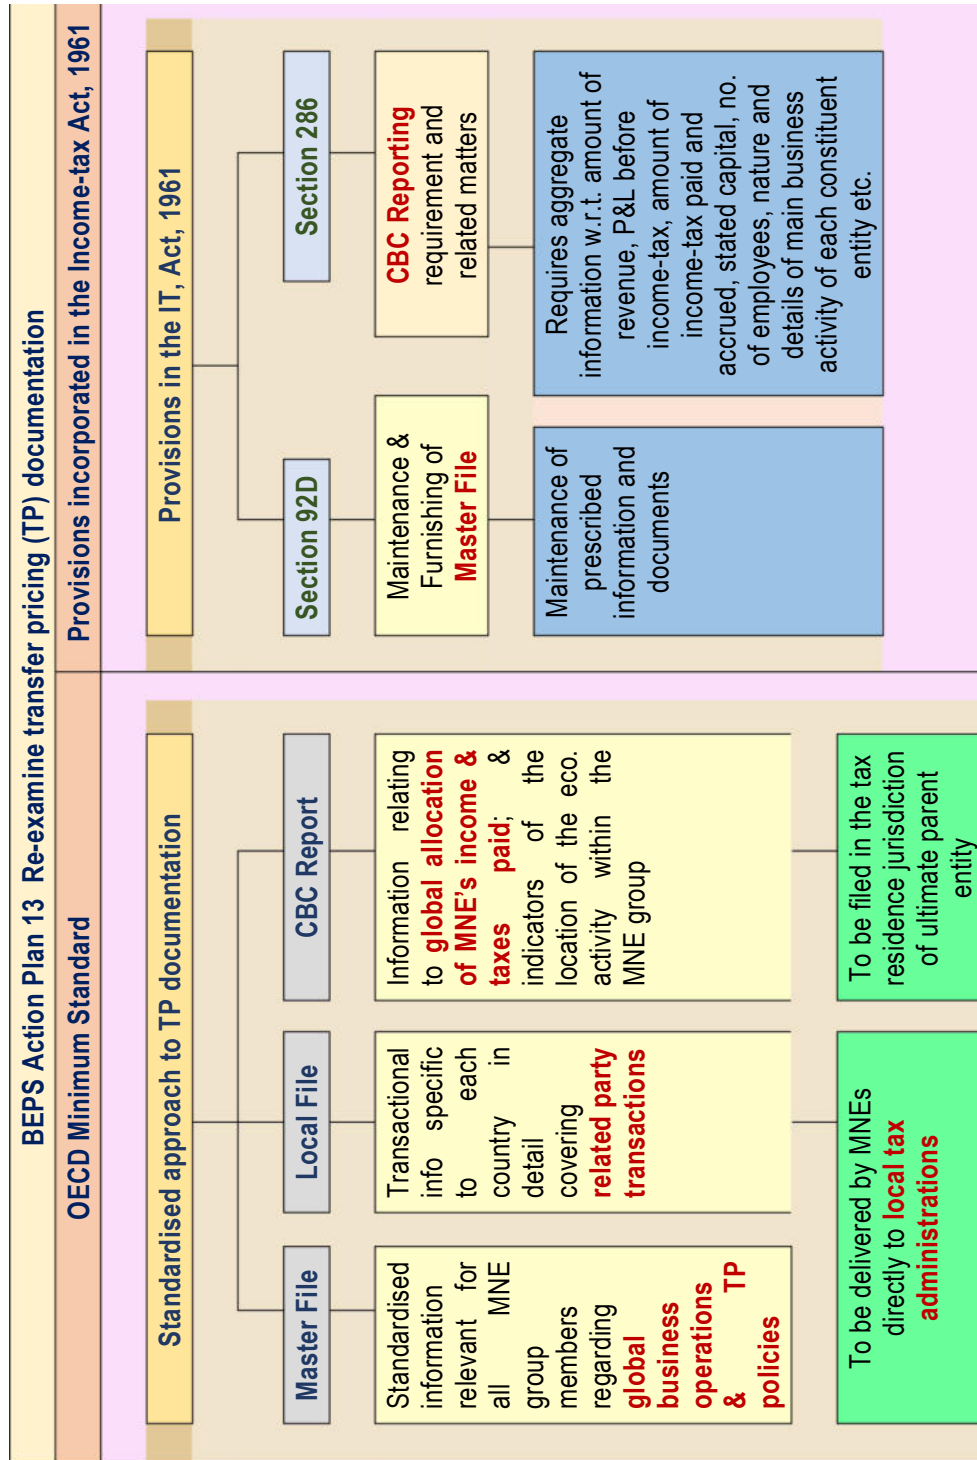 BEPS Action Plan 13 Re-examine transfer pricing (TP) documentation
OECD Minimum Standard
Provisions incorporated in the Income-tax Act, 1961
Standardised approach to TP documentation
Master File
Local File
CBC Report
Standardised
information
relevant for
all MNE
group
members
regarding
global
business
operations
& TP
policies
Transactional
info specific
to each
country in
detail
covering
related party
transactions
Information relating
to global allocation
of MNE's income &
taxes paid; &
indicators of the
location of the eco.
activity within the
MNE group
To be delivered by MNEs
directly to local tax
administrations
To be filed in the tax
residence jurisdiction
of ultimate parent
entity
Provisions in the IT, Act, 1961
Section 92D
Section 286
Maintenance &
Furnishing of
Master File
CBC Reporting
requirement and
related matters
Maintenance of
prescribed
information and
documents
Requires aggregate
information w.r.t. amount of
revenue, P&L before
income-tax, amount of
income-tax paid and
accrued, stated capital, no.
of employees, nature and
details of main business
activity of each constituent
entity etc.